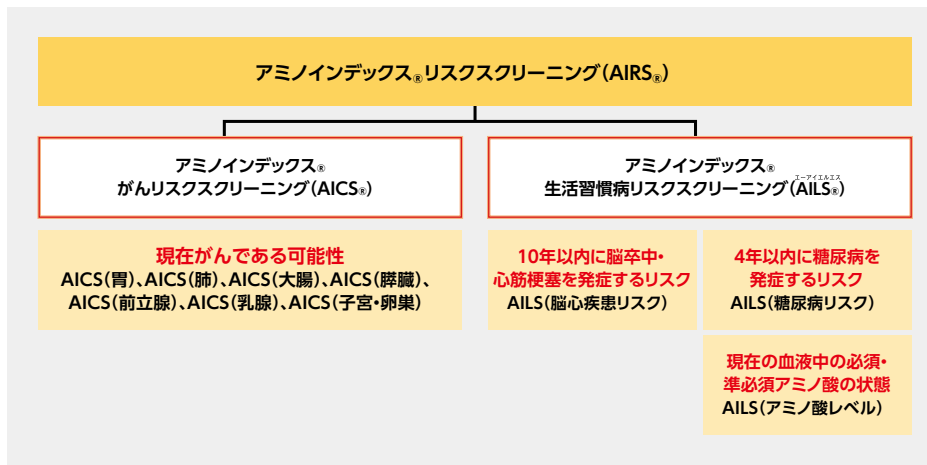 アミノインデックス®リスクスクリーニング(AIRS®)
アミノインデックス®
がんリスクスクリーニング(AICS®)
アミノインデックス®
エーアイエルエス
生活習慣病リスクスクリーニング(AILS®)
現在がんである可能性
AICS(胃)、AICS(肺)、AICS(大腸)、AICS(膵臓)、
AICS(前立腺)、AICS(乳腺)、AICS(子宮・卵巣)
10年以内に脳卒中・
心筋梗塞を発症するリスク
AILS(脳心疾患リスク)
4年以内に糖尿病を
発症するリスク
AILS(糖尿病リスク)
現在の血液中の必須・
準必須アミノ酸の状態
AILS(アミノ酸レベル)